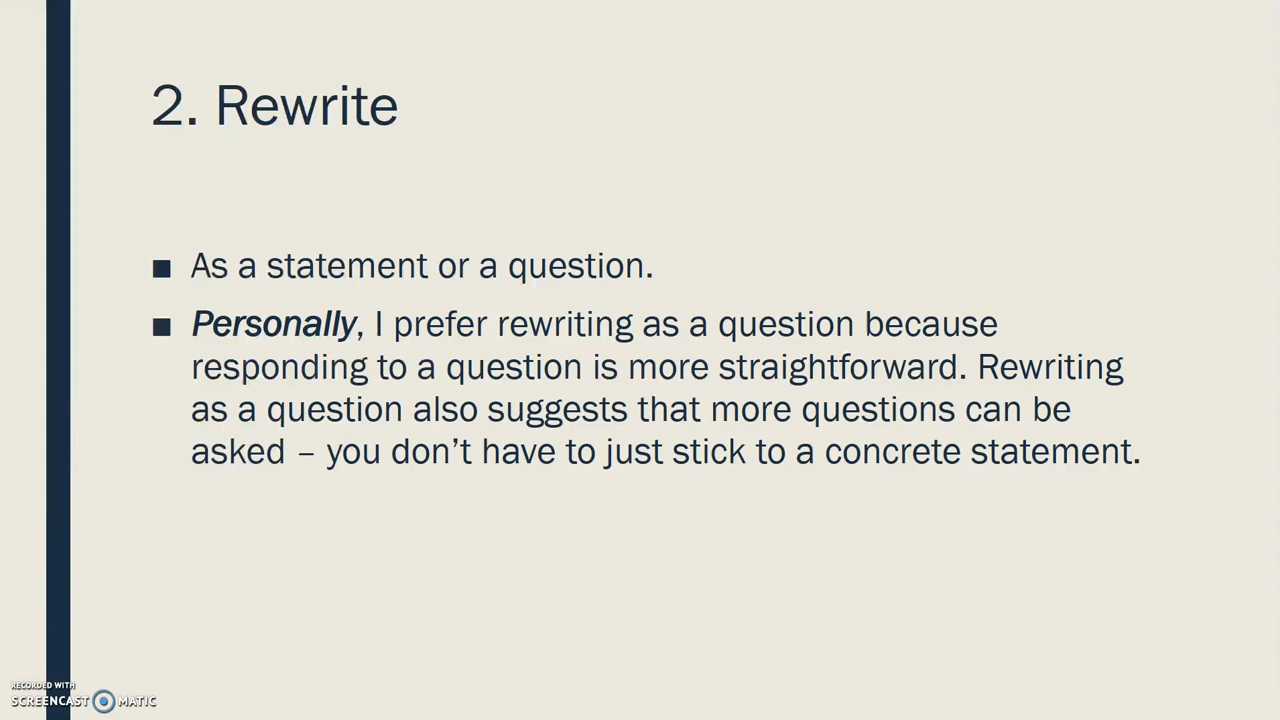 2. Rewrite
■ As a statement or a question.
■ Personally, I prefer rewriting as a question because
responding to a question is more straightforward. Rewriting
as a question also suggests that more questions can be
asked – you don’t have to just stick to a concrete statement.
RECORDED WITH
SCREENCAST MATIC